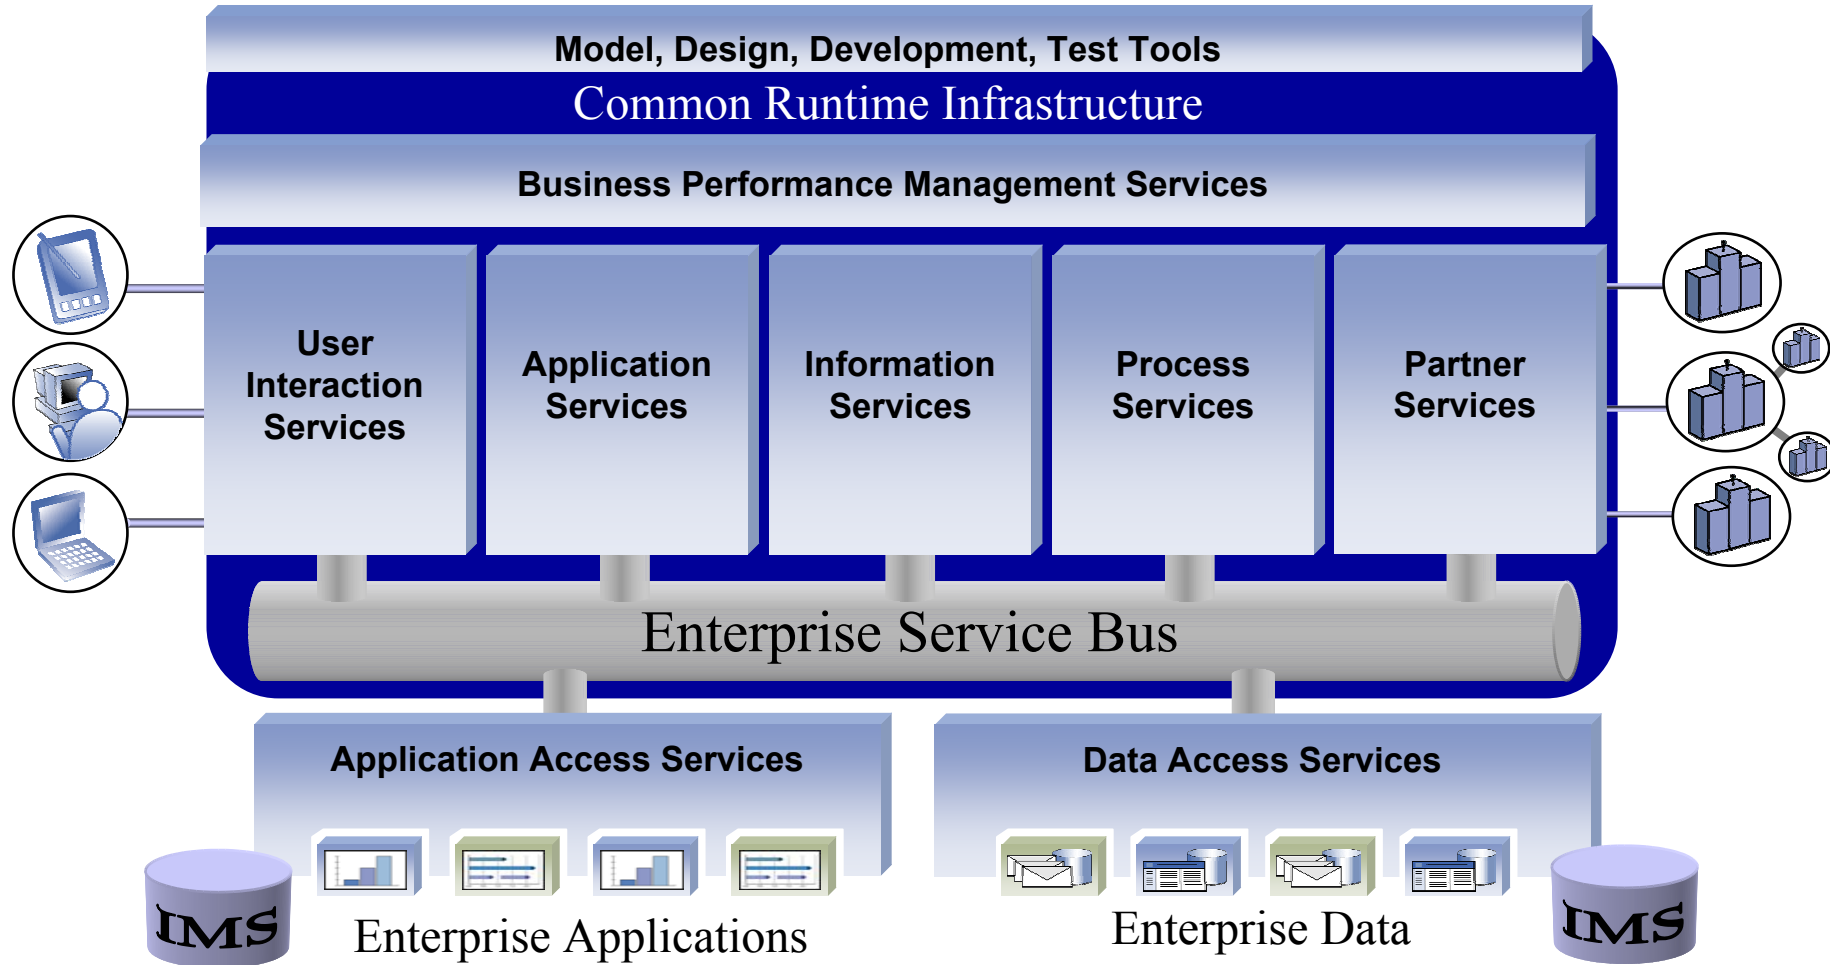 Model, Design, Development, Test Tools
Common Runtime Infrastructure
Business Performance Management Services
User
Interaction
Services
Application
Services
Information
Services
Process
Services
Partner
Services
Enterprise Service Bus
Application Access Services
Data Access Services
IMS
Enterprise Applications
Enterprise Data
IMS